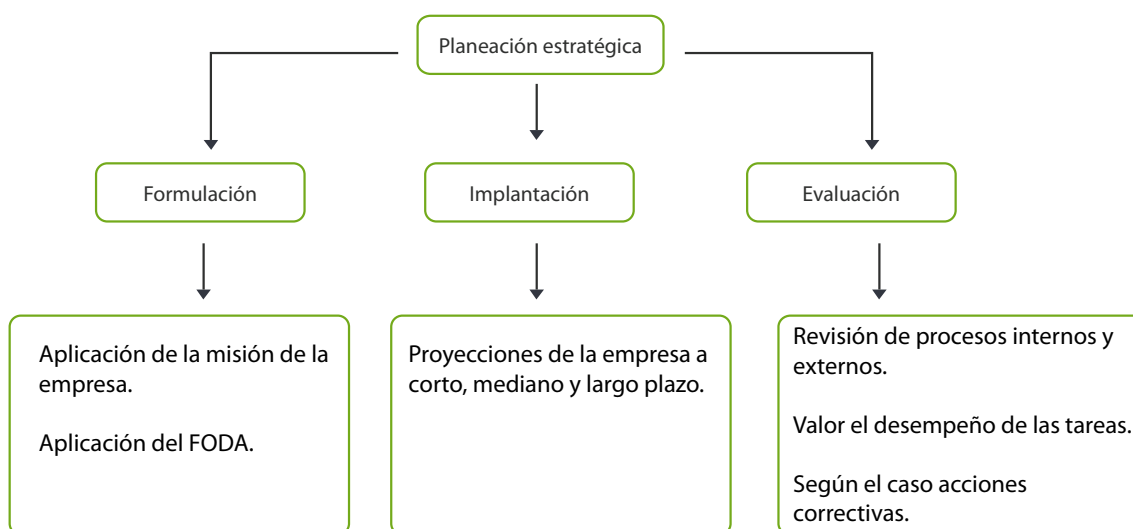 Planeación estratégica
Formulación
Implantación
Evaluación
Aplicación de la misión de la
empresa.
Aplicación del FODA.
Proyecciones de la empresa a
corto, mediano y largo plazo.
Revisión de procesos internos y
externos.
Valor el desempeño de las tareas.
Según el caso acciones
correctivas.